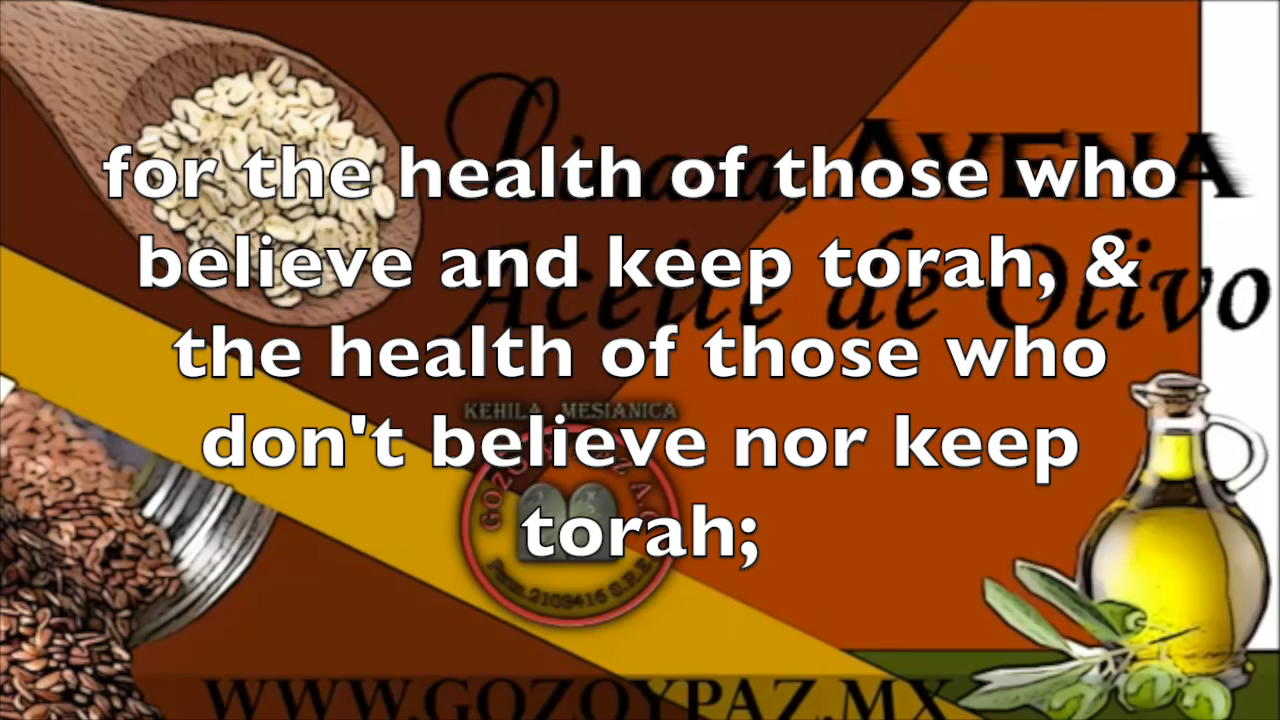 Linaza, AVENA
Aceite de Olivo
for the health of those who
believe and keep torah, &
the health of those who
don't believe nor keep
torah;
KEHILA MESIANICA
WWW.GOZOYPAZ.MX